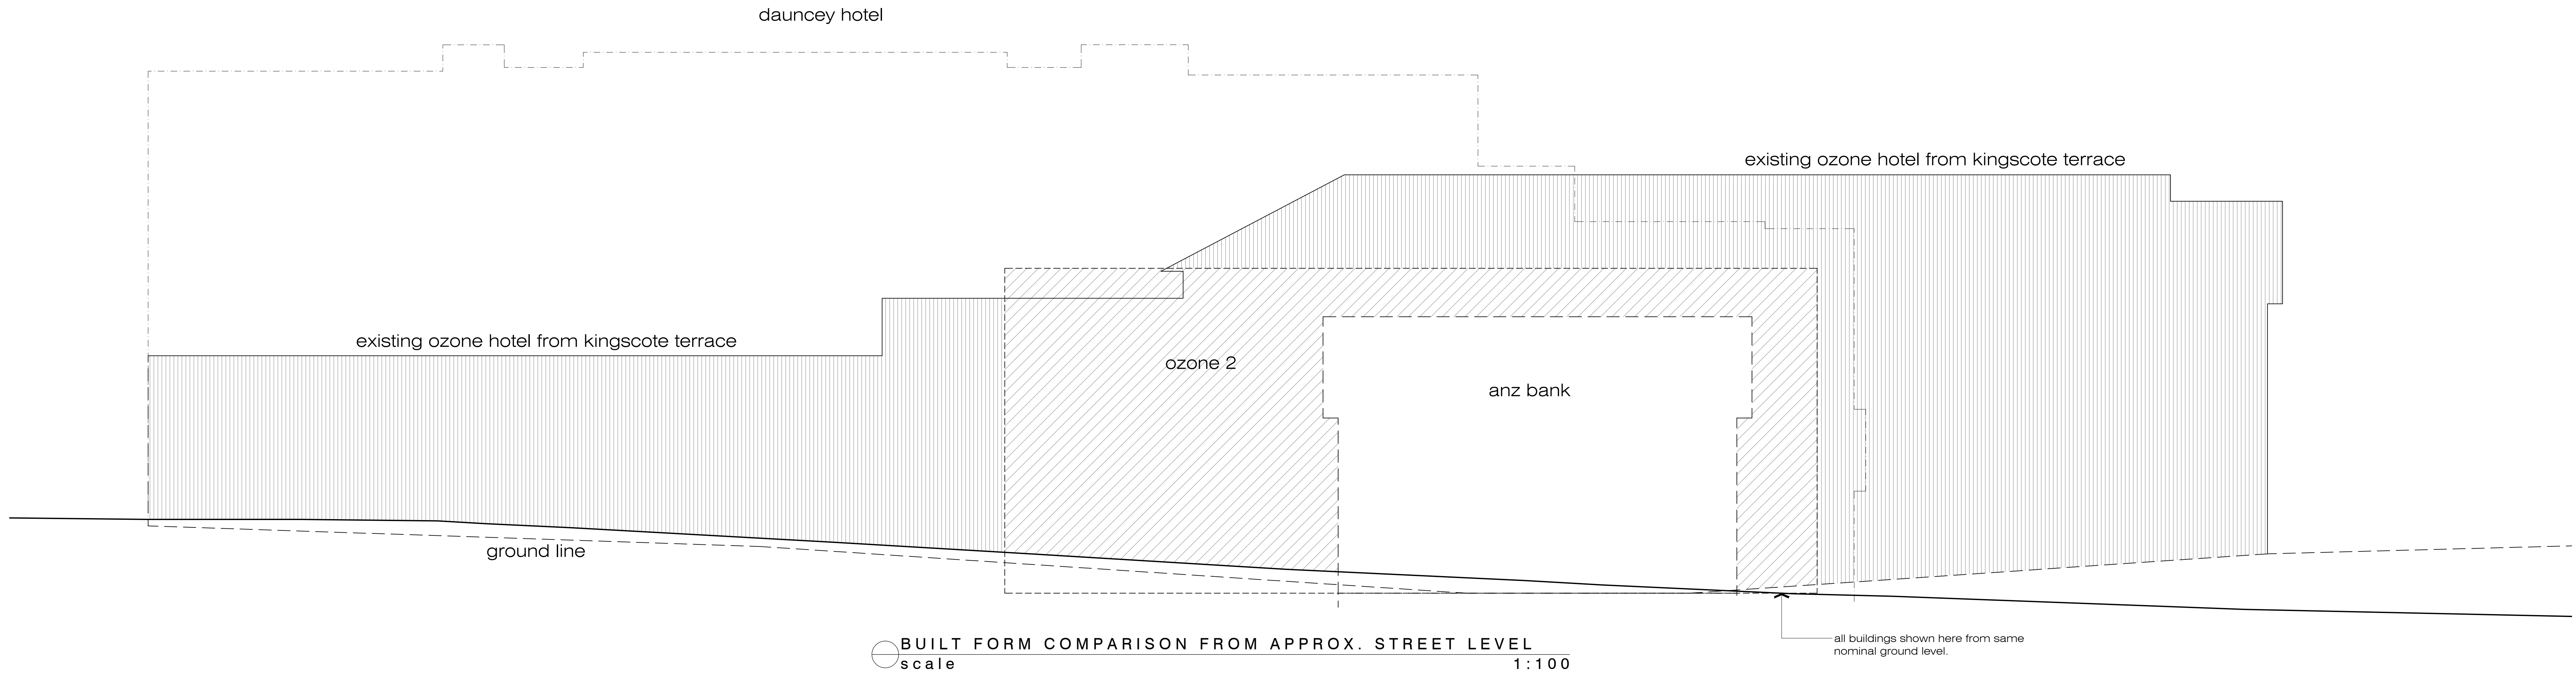 dauncey hotel
existing ozone hotel from kingscote terrace
existing ozone hotel from kingscote terrace
ozone 2
anz bank
ground line
BUILT FORM COMPARISON FROM APPROX. STREET LEVEL
scale 1:100
all buildings shown here from same
nominal ground level.